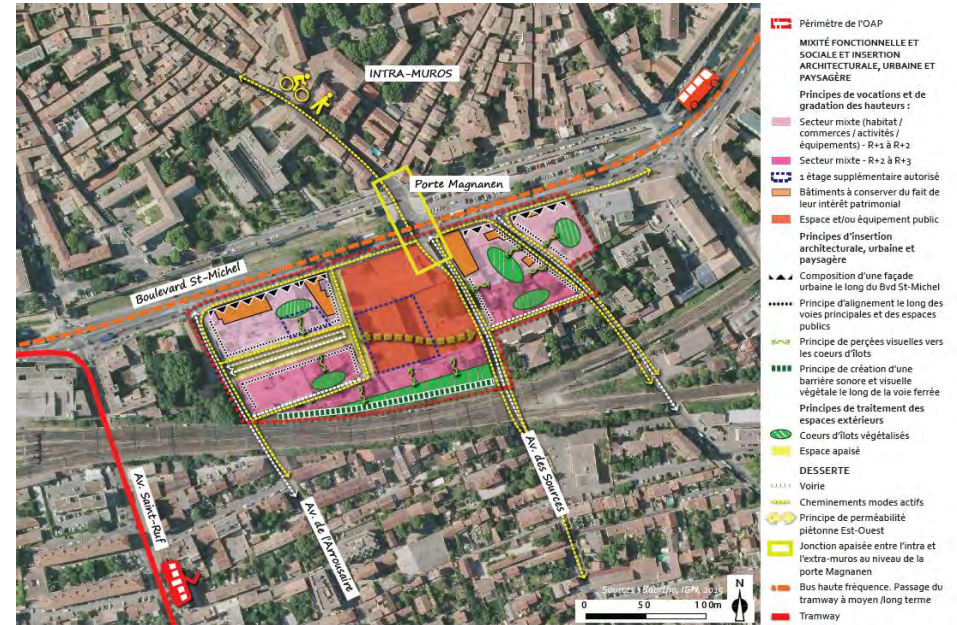 INTRA-MUROS
Porte Magnanen
Boulevard St-Michel
Av. Saint-Ruf
Av. de l'Arrousaire
Av. des Sources
Sources : Bdortho, IGN, 2015
0 50 100m
N
Périmètre de l'OAP
MIXITÉ FONCTIONNELLE ET
SOCIALE ET INSERTION
ARCHITECTURALE, URBAINE ET
PAYSAGÈRE
Principes de vocations et de
gradation des hauteurs :
Secteur mixte (habitat /
commerces / activités /
équipements) - R+1 à R+2
Secteur mixte - R+2 à R+3
1 étage supplémentaire autorisé
Bâtiments à conserver du fait de
leur intérêt patrimonial
Espace et/ou équipement public
Principes d'insertion
architecturale, urbaine et
paysagère
Composition d'une façade
urbaine le long du Bvd St-Michel
Principe d'alignement le long des
voies principales et des espaces
publics
Principe de perçées visuelles vers
les coeurs d'îlots
Principe de création d'une
barrière sonore et visuelle
végétale le long de la voie ferrée
Principes de traitement des
espaces extérieurs
Coeurs d'îlots végétalisés
Espace apaisé
DESSERTE
Voirie
Cheminements modes actifs
Principe de perméabilité
piétonne Est-Ouest
Jonction apaisée entre l'intra et
l'extra-muros au niveau de la
porte Magnanen
Bus haute fréquence. Passage du
tramway à moyen /long terme
Tramway